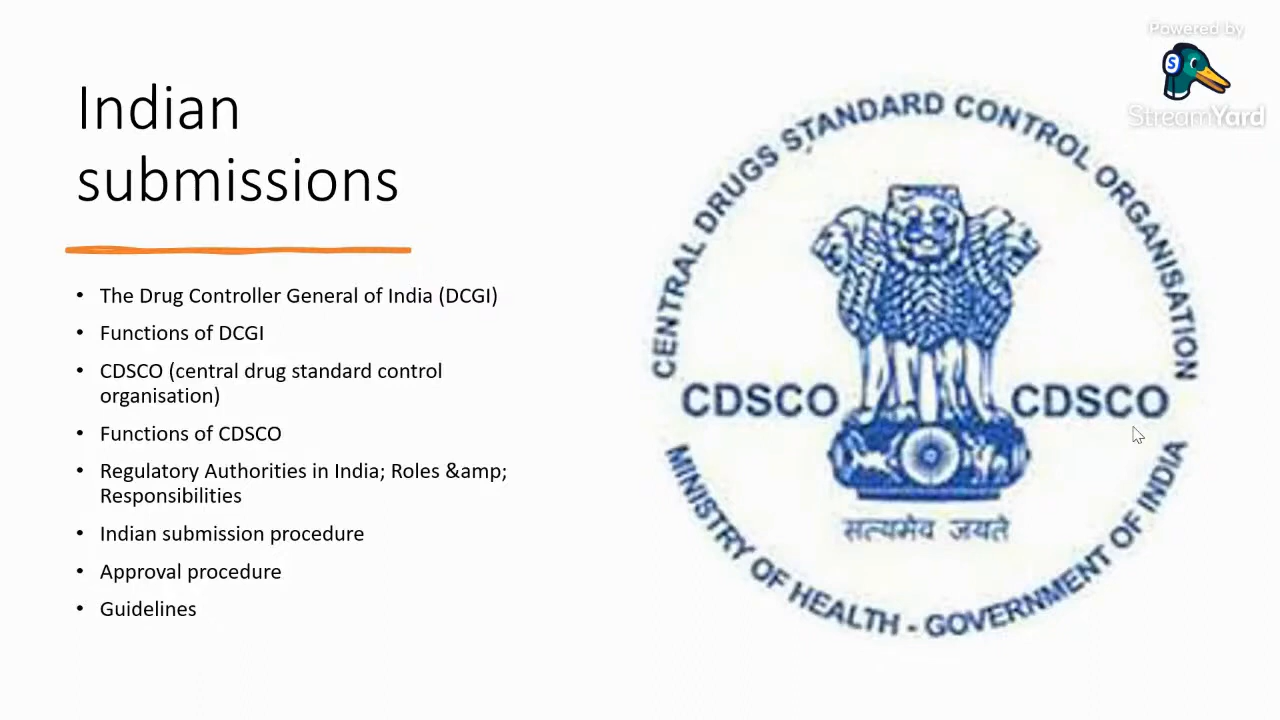 Powered by
StreamYard
Indian
submissions
• The Drug Controller General of India (DCGI)
• Functions of DCGI
• CDSCO (central drug standard control
organisation)
• Functions of CDSCO
• Regulatory Authorities in India; Roles &amp;
Responsibilities
• Indian submission procedure
• Approval procedure
• Guidelines
CENTRAL DRUGS STANDARD CONTROL ORGANISATION
CDSCO CDSCO
सत्यमेव जयते
MINISTRY OF HEALTH - GOVERNMENT OF INDIA